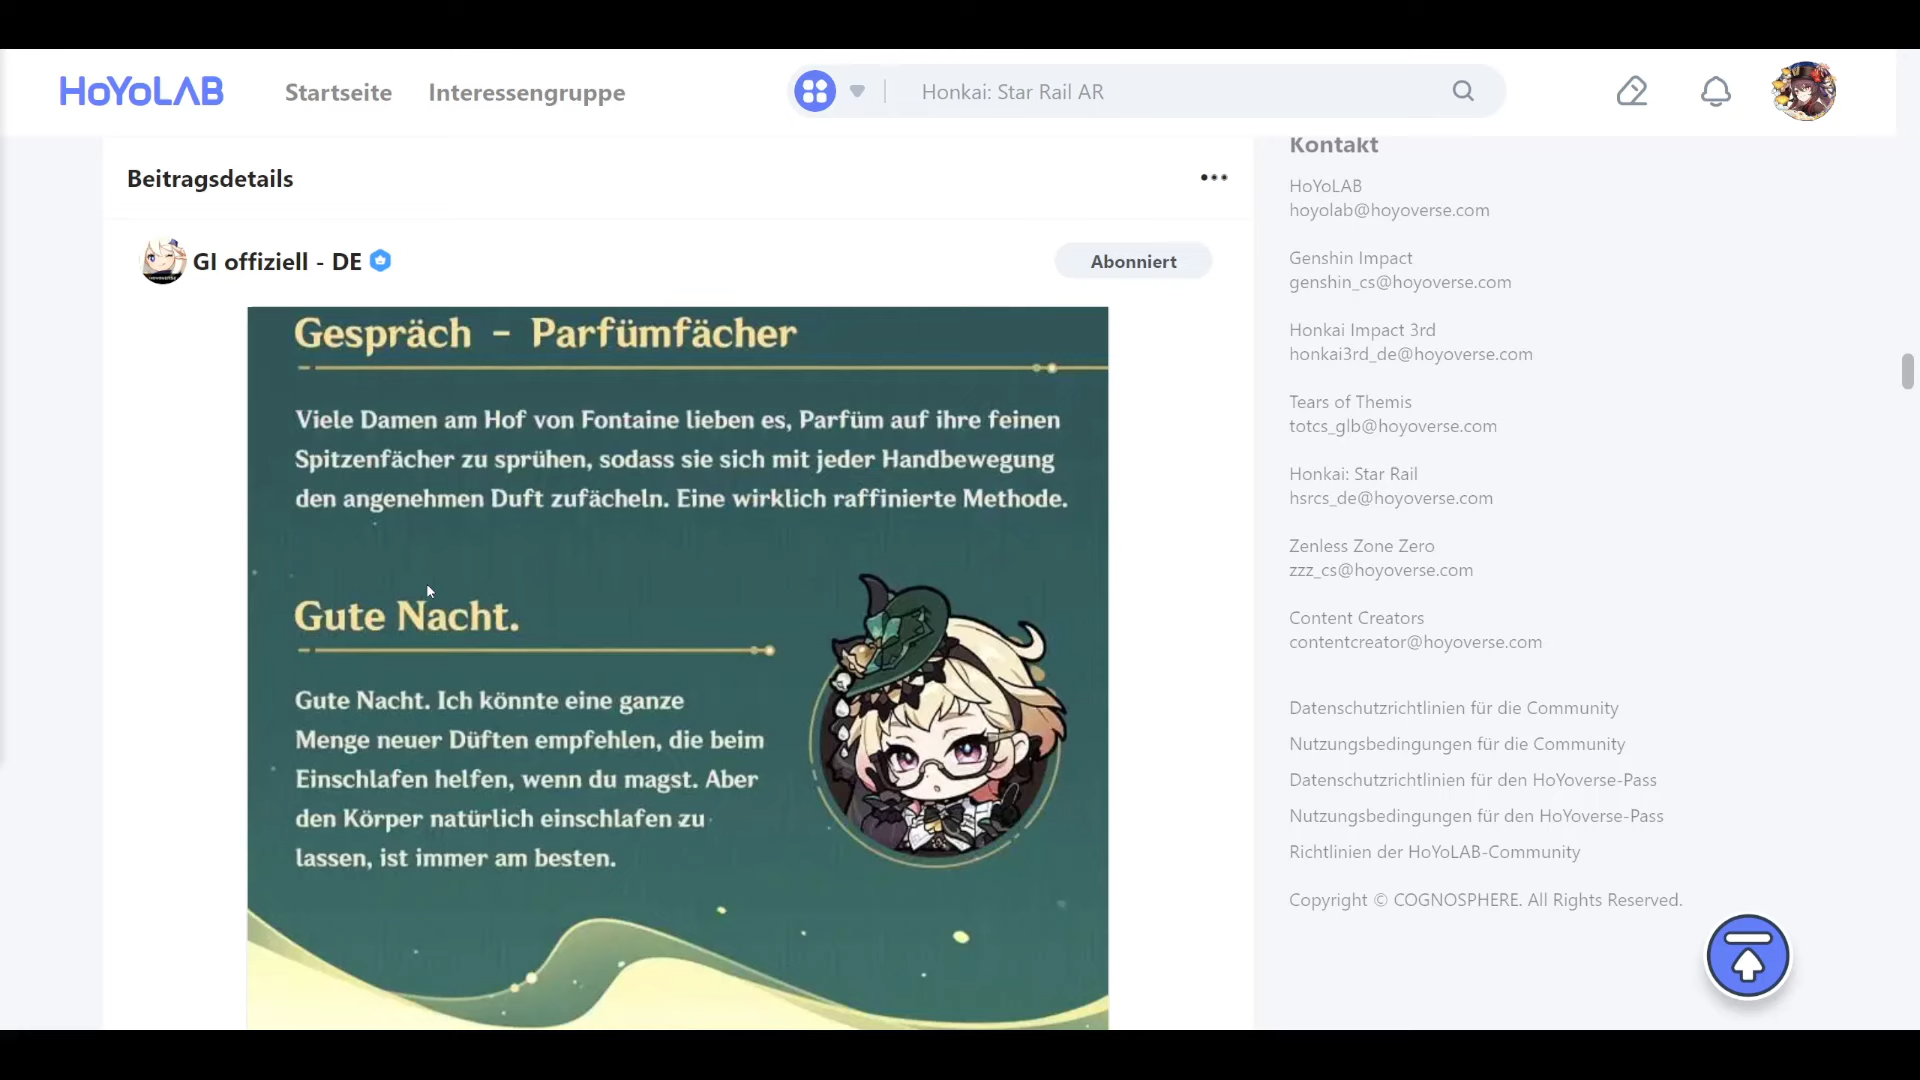 HoYoLAB
Startseite
Interessengruppe
Honkai: Star Rail AR
Beitragsdetails
GI offiziell - DE
Abonniert
Gespräch – Parfümfächer
Viele Damen am Hof von Fontaine lieben es, Parfüm auf ihre feinen
Spitzenfächer zu sprühen, sodass sie sich mit jeder Handbewegung
den angenehmen Duft zufächeln. Eine wirklich raffinierte Methode.
Gute Nacht.
Gute Nacht. Ich könnte eine ganze
Menge neuer Düften empfehlen, die beim
Einschlafen helfen, wenn du magst. Aber
den Körper natürlich einschlafen zu
lassen, ist immer am besten.
Kontakt
HoYoLAB
hoyolab@hoyoverse.com
Genshin Impact
genshin_cs@hoyoverse.com
Honkai Impact 3rd
honkai3rd_de@hoyoverse.com
Tears of Themis
totcs_glb@hoyoverse.com
Honkai: Star Rail
hsrcs_de@hoyoverse.com
Zenless Zone Zero
zzz_cs@hoyoverse.com
Content Creators
contentcreator@hoyoverse.com
Datenschutzrichtlinien für die Community
Nutzungsbedingungen für die Community
Datenschutzrichtlinien für den HoYoverse-Pass
Nutzungsbedingungen für den HoYoverse-Pass
Richtlinien der HoYoLAB-Community
Copyright © COGNOSPHERE. All Rights Reserved.